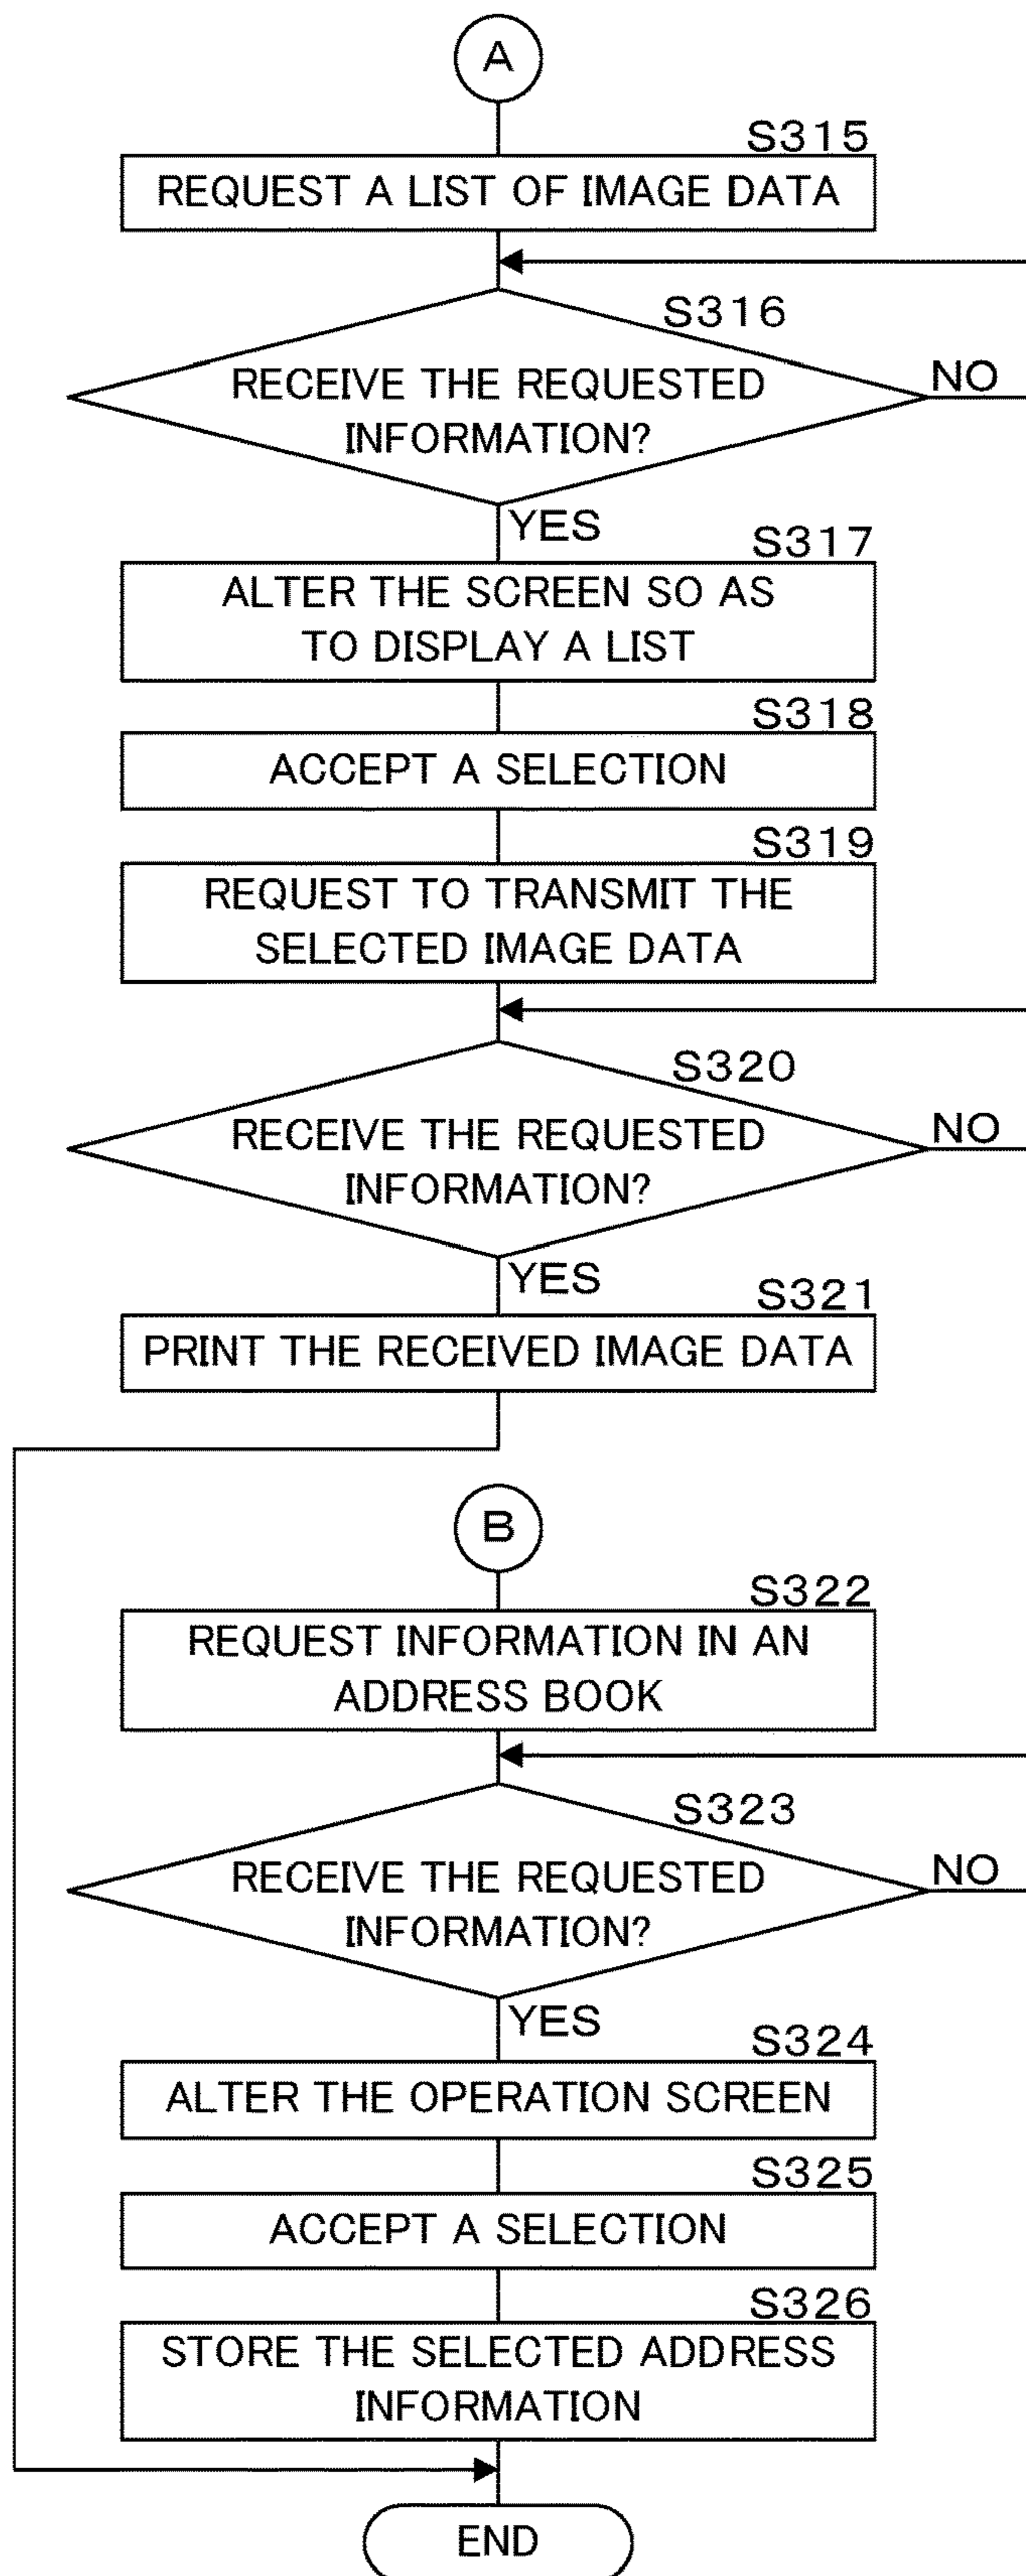 A
S315
REQUEST A LIST OF IMAGE DATA
S316
RECEIVE THE REQUESTED
INFORMATION?
NO
YES
S317
ALTER THE SCREEN SO AS
TO DISPLAY A LIST
S318
ACCEPT A SELECTION
S319
REQUEST TO TRANSMIT THE
SELECTED IMAGE DATA
S320
RECEIVE THE REQUESTED
INFORMATION?
NO
YES
S321
PRINT THE RECEIVED IMAGE DATA
B
S322
REQUEST INFORMATION IN AN
ADDRESS BOOK
S323
RECEIVE THE REQUESTED
INFORMATION?
NO
YES
S324
ALTER THE OPERATION SCREEN
S325
ACCEPT A SELECTION
S326
STORE THE SELECTED ADDRESS
INFORMATION
END